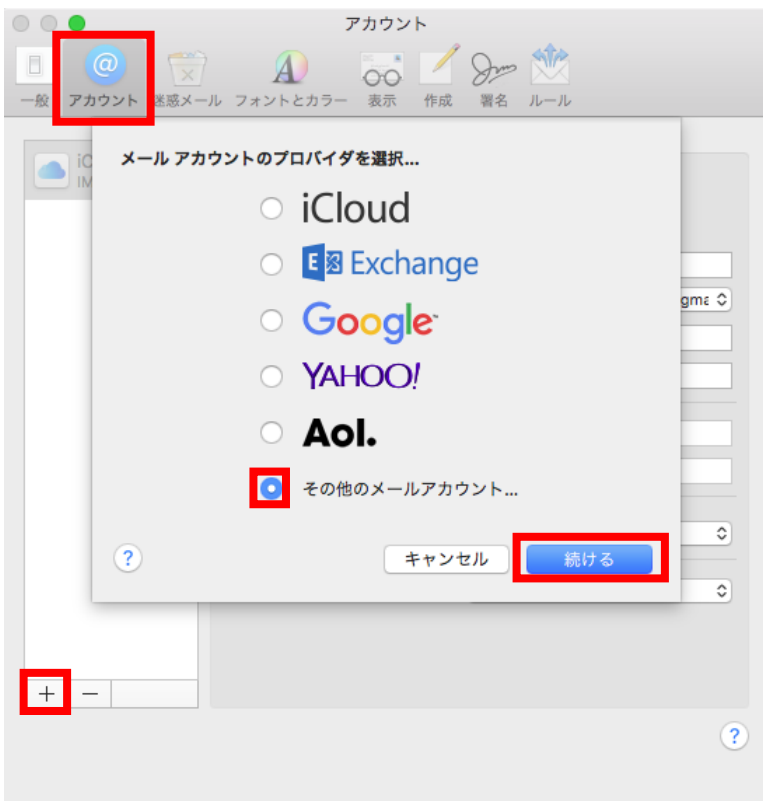 アカウント
一般 アカウント 迷惑メール フォントとカラー 表示 作成 署名 ルール
メール アカウントのプロバイダを選択...
iCloud
Exchange
Google
YAHOO!
Aol.
その他のメールアカウント...
? キャンセル 続ける
+ −
?